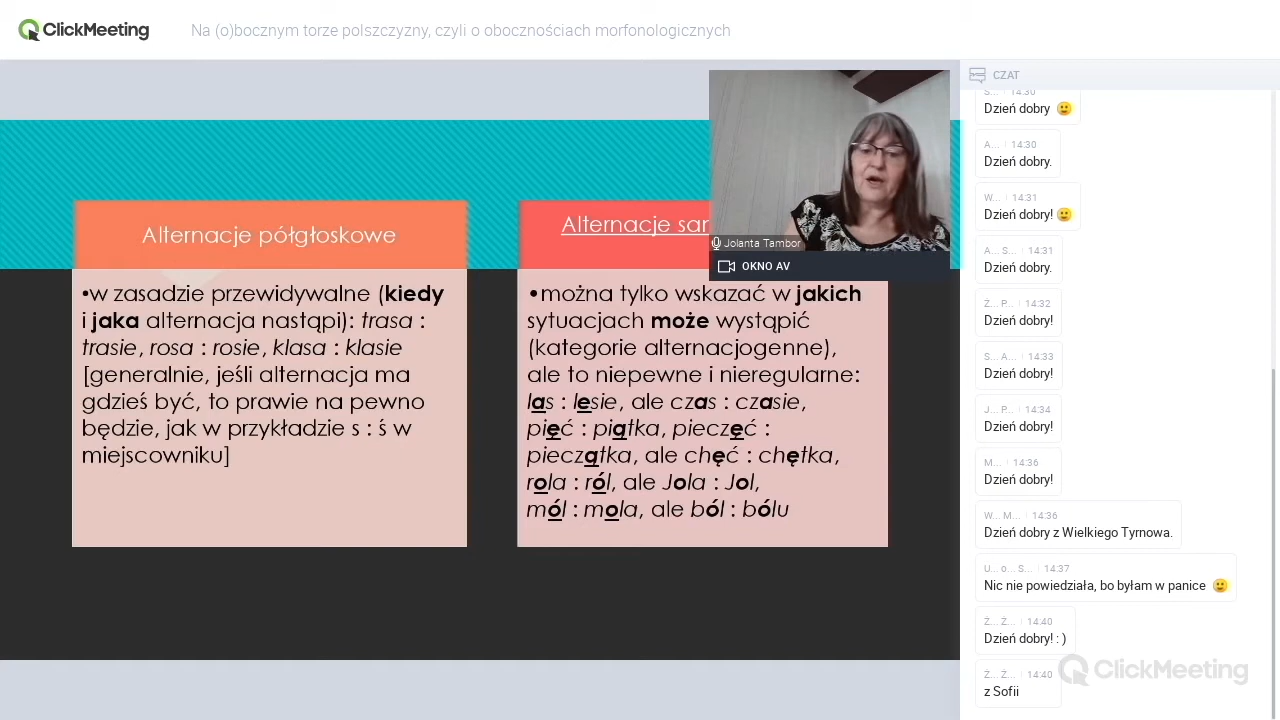 ClickMeeting
Na (o)bocznym torze polszczyzny, czyli o obocznościach morfonologicznych
Alternacje półgłoskowe
•w zasadzie przewidywalne (kiedy
i jaka alternacja nastąpi): trasa :
trasie, rosa : rosie, klasa : klasie
[generalnie, jeśli alternacja ma
gdzieś być, to prawie na pewno
będzie, jak w przykładzie s : ś w
miejscowniku]
Alternacje
•można tylko wskazać w jakich
sytuacjach może wystąpić
(kategorie alternacjogenne),
ale to niepewne i nieregularne:
las : lesie, ale czas : czasie,
pięć : piątka, pieczęć :
pieczątka, ale chęć : chętka,
rola : ról, ale Jola : Jol,
mól : mola, ale ból : bólu
Jolanta Tambor
OKNO AV
CZAT
S... 14:30
Dzień dobry
A... 14:30
Dzień dobry.
W... 14:31
Dzień dobry!
A... S... 14:31
Dzień dobry.
Ż... P... 14:32
Dzień dobry!
S... A... 14:33
Dzień dobry!
J... P... 14:34
Dzień dobry!
M... 14:36
Dzień dobry!
W... M... 14:36
Dzień dobry z Wielkiego Tyrnowa.
U... o... S... 14:37
Nic nie powiedziała, bo byłam w panice
Ż... Ż... 14:40
Dzień dobry! : )
Ż... Ż... 14:40
z Sofii
ClickMeeting